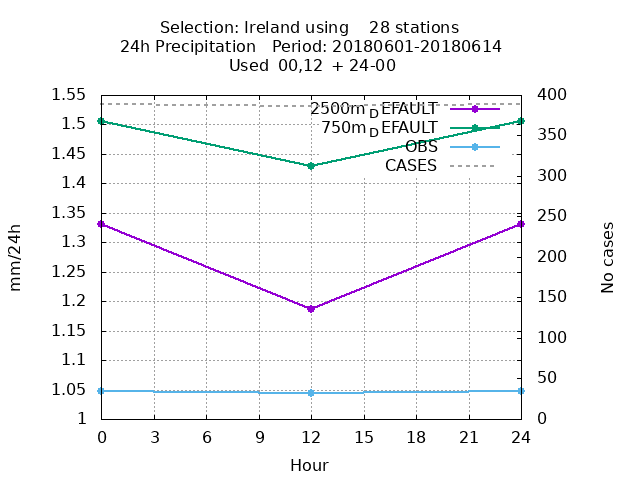 Selection: Ireland using 28 stations
24h Precipitation Period: 20180601-20180614
Used 00,12 + 24-00
1.55
1.5
1.45
1.4
1.35
1.3
1.25
1.2
1.15
1.1
1.05
1
400
350
300
250
200
150
100
50
0
2500m_DEFAULT
750m_DEFAULT
OBS
CASES
mm/24h
No cases
0 3 6 9 12 15 18 21 24
Hour